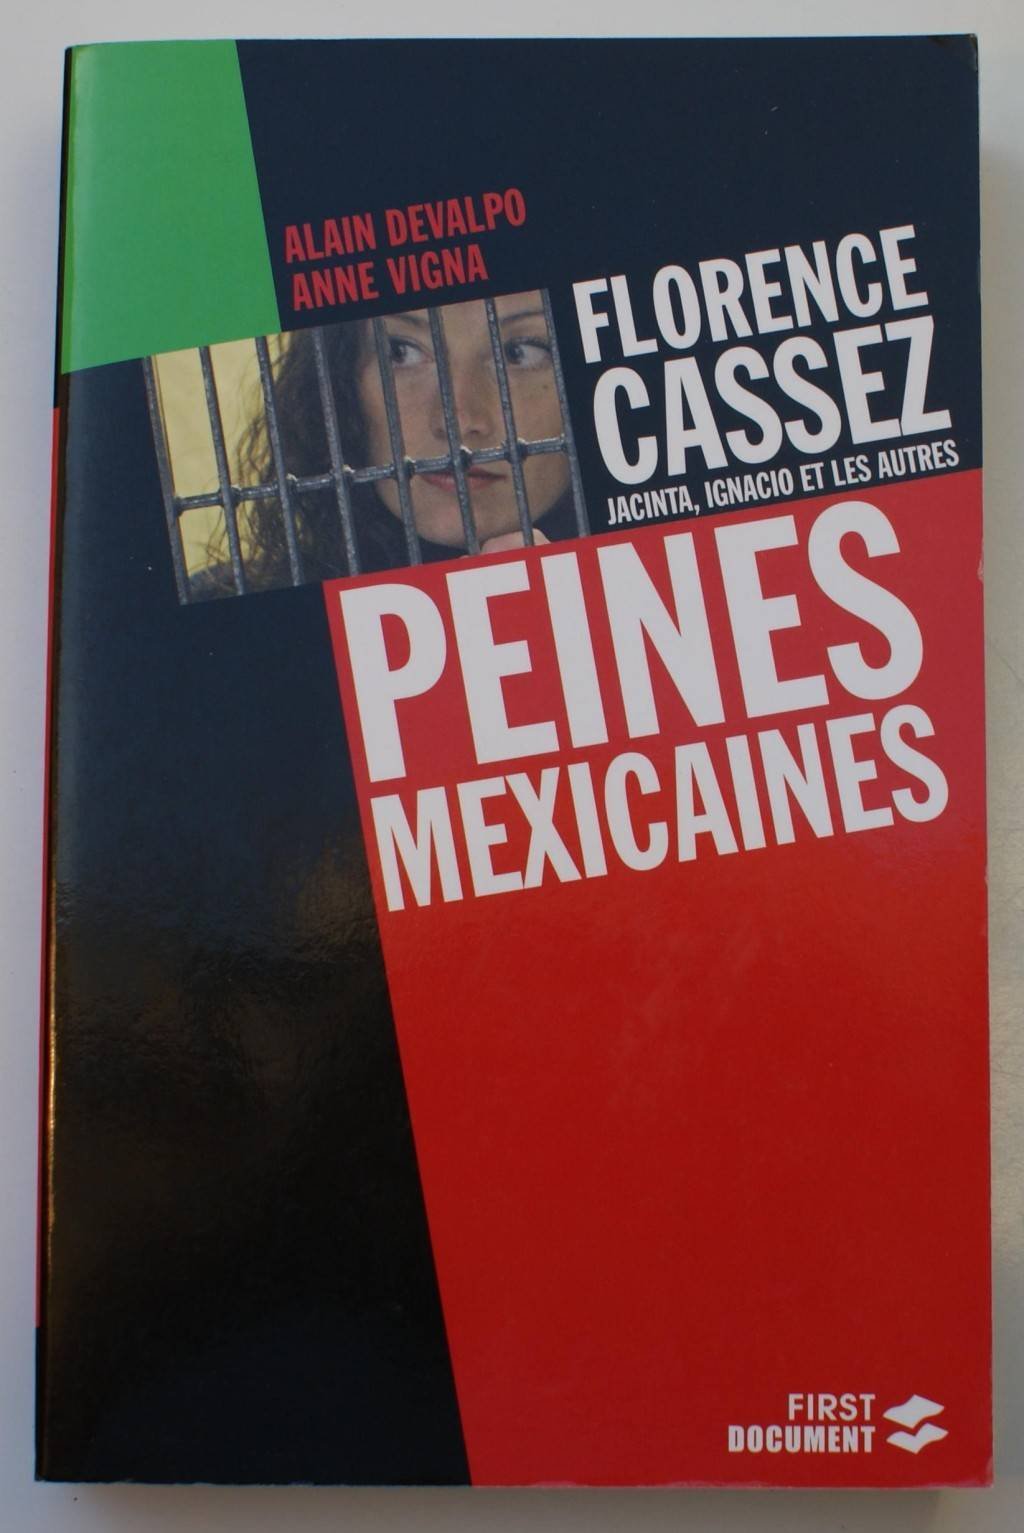 ALAIN DEVALPO
ANNE VIGNA
FLORENCE
CASSEZ
JACINTA, IGNACIO ET LES AUTRES
PEINES
MEXICAINES
FIRST
DOCUMENT